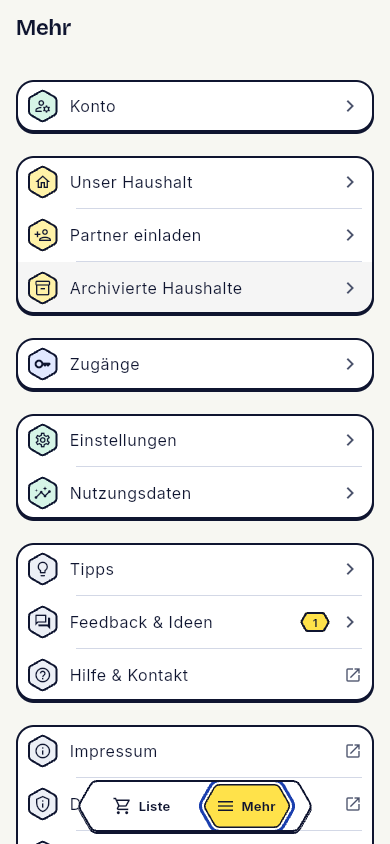 Mehr
Konto
Unser Haushalt
Partner einladen
Archivierte Haushalte
Zugänge
Einstellungen
Nutzungsdaten
Tipps
Feedback & Ideen 1
Hilfe & Kontakt
Impressum
Liste Mehr